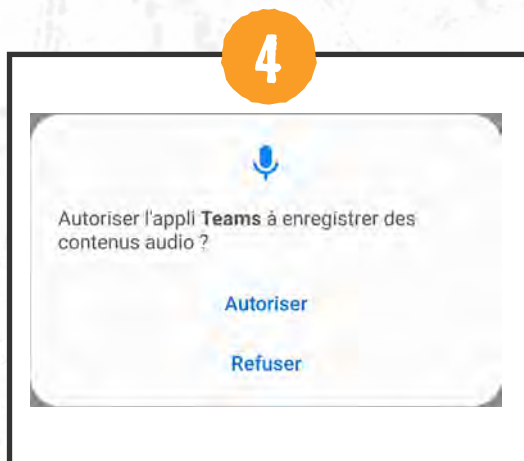 4
Autoriser l'appli Teams à enregistrer des
contenus audio ?
Autoriser
Refuser